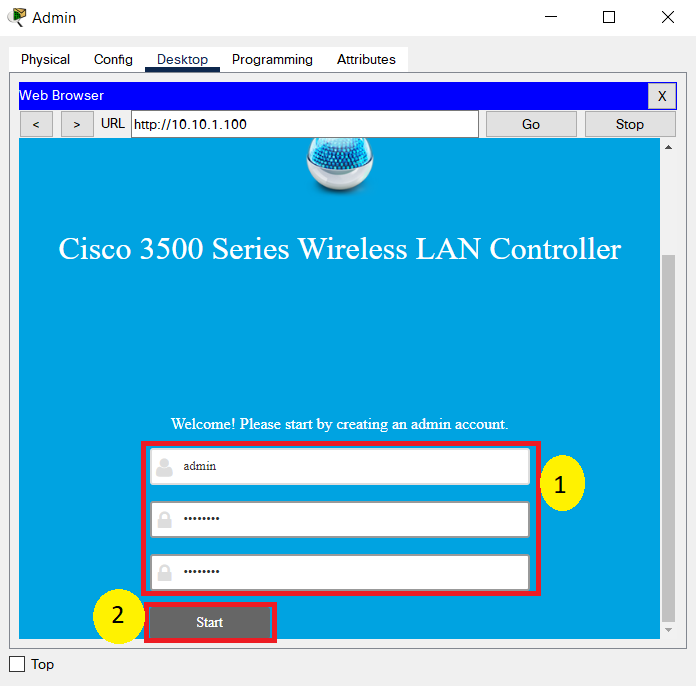 Admin
Physical Config Desktop Programming Attributes
Web Browser X
< > URL http://10.10.1.100 Go Stop
Cisco 3500 Series Wireless LAN Controller
Welcome! Please start by creating an admin account.
admin
••••••••
1
••••••••
2
Start
Top